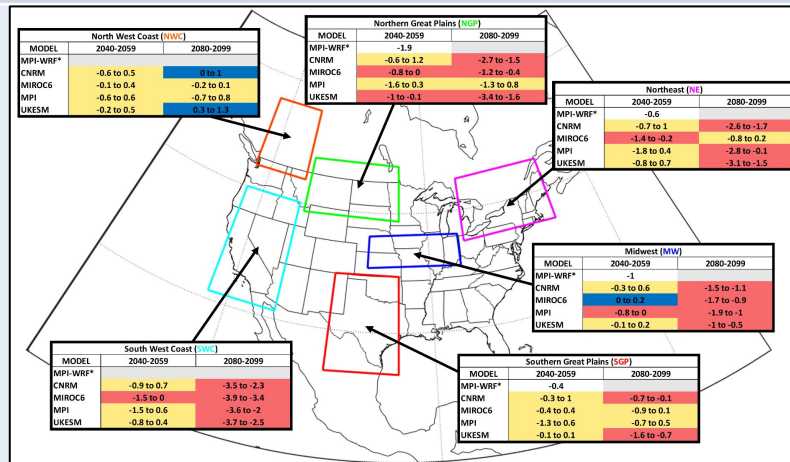 North West Coast (NWC)
MODEL 2040-2059 2080-2099
MPI-WRF*
CNRM -0.6 to 0.5 0 to 1
MIROC6 -0.1 to 0.4 -0.2 to 0.1
MPI -0.6 to 0.6 -0.7 to 0.8
UKESM -0.2 to 0.5 0.3 to 1.3
Northern Great Plains (NGP)
MODEL 2040-2059 2080-2099
MPI-WRF* -1.9
CNRM -0.6 to 1.2 -2.7 to -1.5
MIROC6 -0.8 to 0 -1.2 to -0.4
MPI -1.6 to 0.3 -1.3 to 0.8
UKESM -1 to -0.1 -3.4 to -1.6
Northeast (NE)
MODEL 2040-2059 2080-2099
MPI-WRF* -0.6
CNRM -0.7 to 1 -2.6 to -1.7
MIROC6 -1.4 to -0.2 -0.8 to 0.2
MPI -1.8 to 0.4 -2.8 to -0.1
UKESM -0.8 to 0.7 -3.1 to -1.5
Midwest (MW)
MODEL 2040-2059 2080-2099
MPI-WRF* -1
CNRM -0.3 to 0.6 -1.5 to -1.1
MIROC6 0 to 0.2 -1.7 to -0.9
MPI -0.8 to 0 -1.9 to -1
UKESM -0.1 to 0.2 -1 to -0.5
South West Coast (SWC)
MODEL 2040-2059 2080-2099
MPI-WRF*
CNRM -0.9 to 0.7 -3.5 to -2.3
MIROC6 -1.5 to 0 -3.9 to -3.4
MPI -1.5 to 0.6 -3.6 to -2
UKESM -0.8 to 0.4 -3.7 to -2.5
Southern Great Plains (SGP)
MODEL 2040-2059 2080-2099
MPI-WRF* -0.4
CNRM -0.3 to 1 -0.7 to -0.1
MIROC6 -0.4 to 0.4 -0.9 to 0.1
MPI -1.3 to 0.6 -0.7 to 0.5
UKESM -0.1 to 0.1 -1.6 to -0.7